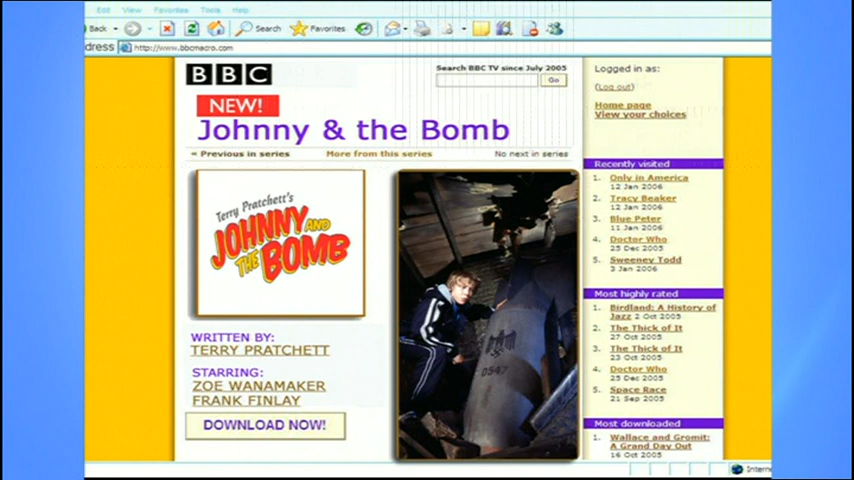 Edit View Favorites Tools Help
Back Search Favorites
dress http://www.bbcmacro.com
BBC
Search BBC TV since July 2005
Go
NEW!
Johnny & the Bomb
« Previous in series More from this series No next in series
Terry Pratchett's
JOHNNY AND
THE BOMB
WRITTEN BY:
TERRY PRATCHETT
STARRING:
ZOE WANAMAKER
FRANK FINLAY
DOWNLOAD NOW!
0547
Logged in as:
(Log out)
Home page
View your choices
Recently visited
1. Only in America
12 Jan 2006
2. Tracy Beaker
12 Jan 2006
3. Blue Peter
11 Jan 2006
4. Doctor Who
25 Dec 2005
5. Sweeney Todd
3 Jan 2006
Most highly rated
1. Birdland: A History of
Jazz 2 Oct 2005
2. The Thick of It
27 Oct 2005
3. The Thick of It
23 Oct 2005
4. Doctor Who
25 Dec 2005
5. Space Race
21 Sep 2005
Most downloaded
1. Wallace and Gromit:
A Grand Day Out
16 Oct 2005
Interne